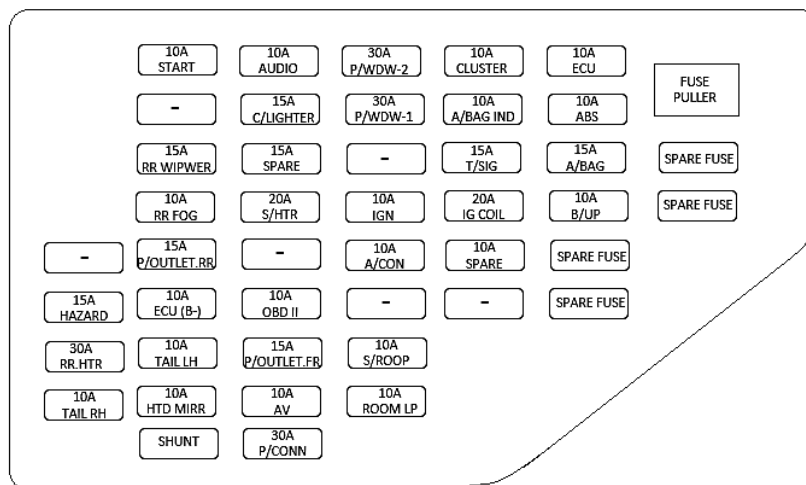 10A
START
10A
AUDIO
30A
P/WDW-2
10A
CLUSTER
10A
ECU
FUSE
PULLER
-
15A
C/LIGHTER
30A
P/WDW-1
10A
A/BAG IND
10A
ABS
15A
RR WIPWER
15A
SPARE
-
15A
T/SIG
15A
A/BAG
SPARE FUSE
10A
RR FOG
20A
S/HTR
10A
IGN
20A
IG COIL
10A
B/UP
SPARE FUSE
-
15A
P/OUTLET.RR
-
10A
A/CON
10A
SPARE
SPARE FUSE
15A
HAZARD
10A
ECU (B-)
10A
OBD II
-
-
SPARE FUSE
30A
RR.HTR
10A
TAIL LH
15A
P/OUTLET.FR
10A
S/ROOP
10A
TAIL RH
10A
HTD MIRR
10A
AV
10A
ROOM LP
SHUNT
30A
P/CONN